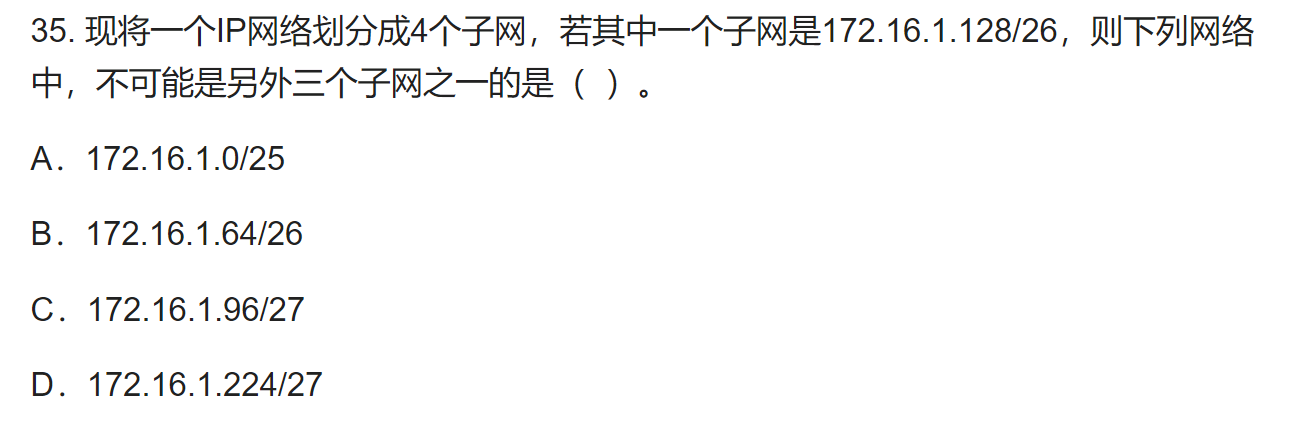 35. 现将一个IP网络划分成4个子网，若其中一个子网是172.16.1.128/26，则下列网络
中，不可能是另外三个子网之一的是（  ）。
A．172.16.1.0/25
B．172.16.1.64/26
C．172.16.1.96/27
D．172.16.1.224/27